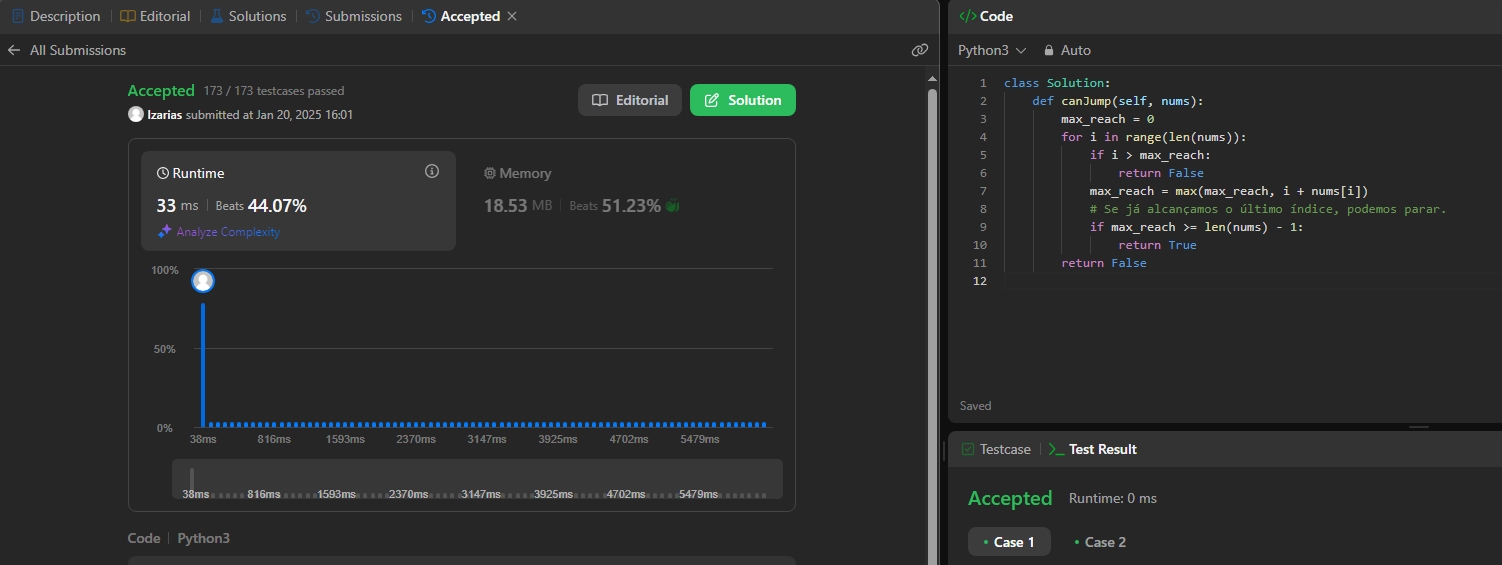 Description | Editorial | Solutions | Submissions | Accepted
All Submissions
Accepted 173 / 173 testcases passed
Izarias submitted at Jan 20, 2025 16:01
Editorial
Solution
Runtime
33 ms | Beats 44.07%
Analyze Complexity
Memory
18.53 MB | Beats 51.23%
100%
50%
0%
38ms 816ms 1593ms 2370ms 3147ms 3925ms 4702ms 5479ms
38ms 816ms 1593ms 2370ms 3147ms 3925ms 4702ms 5479ms
Code | Python3
</> Code
Python3 Auto
1 class Solution:
2     def canJump(self, nums):
3         max_reach = 0
4         for i in range(len(nums)):
5             if i > max_reach:
6                 return False
7             max_reach = max(max_reach, i + nums[i])
8             # Se já alcançamos o último índice, podemos parar.
9             if max_reach >= len(nums) - 1:
10                 return True
11         return False
12
Saved
Testcase | >_ Test Result
Accepted Runtime: 0 ms
• Case 1 • Case 2